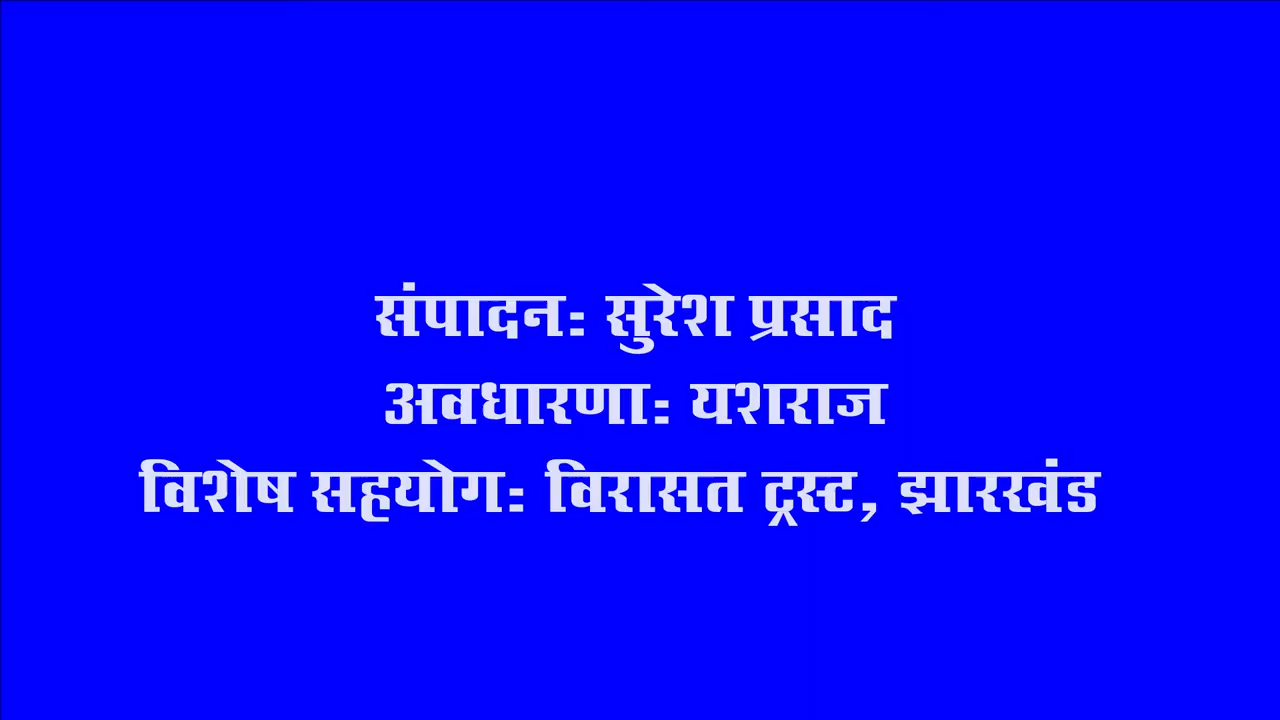 संपादन: सुरेश प्रसाद
अवधारणा: यशराज
विशेष सहयोग: विरासत ट्रस्ट, झारखंड